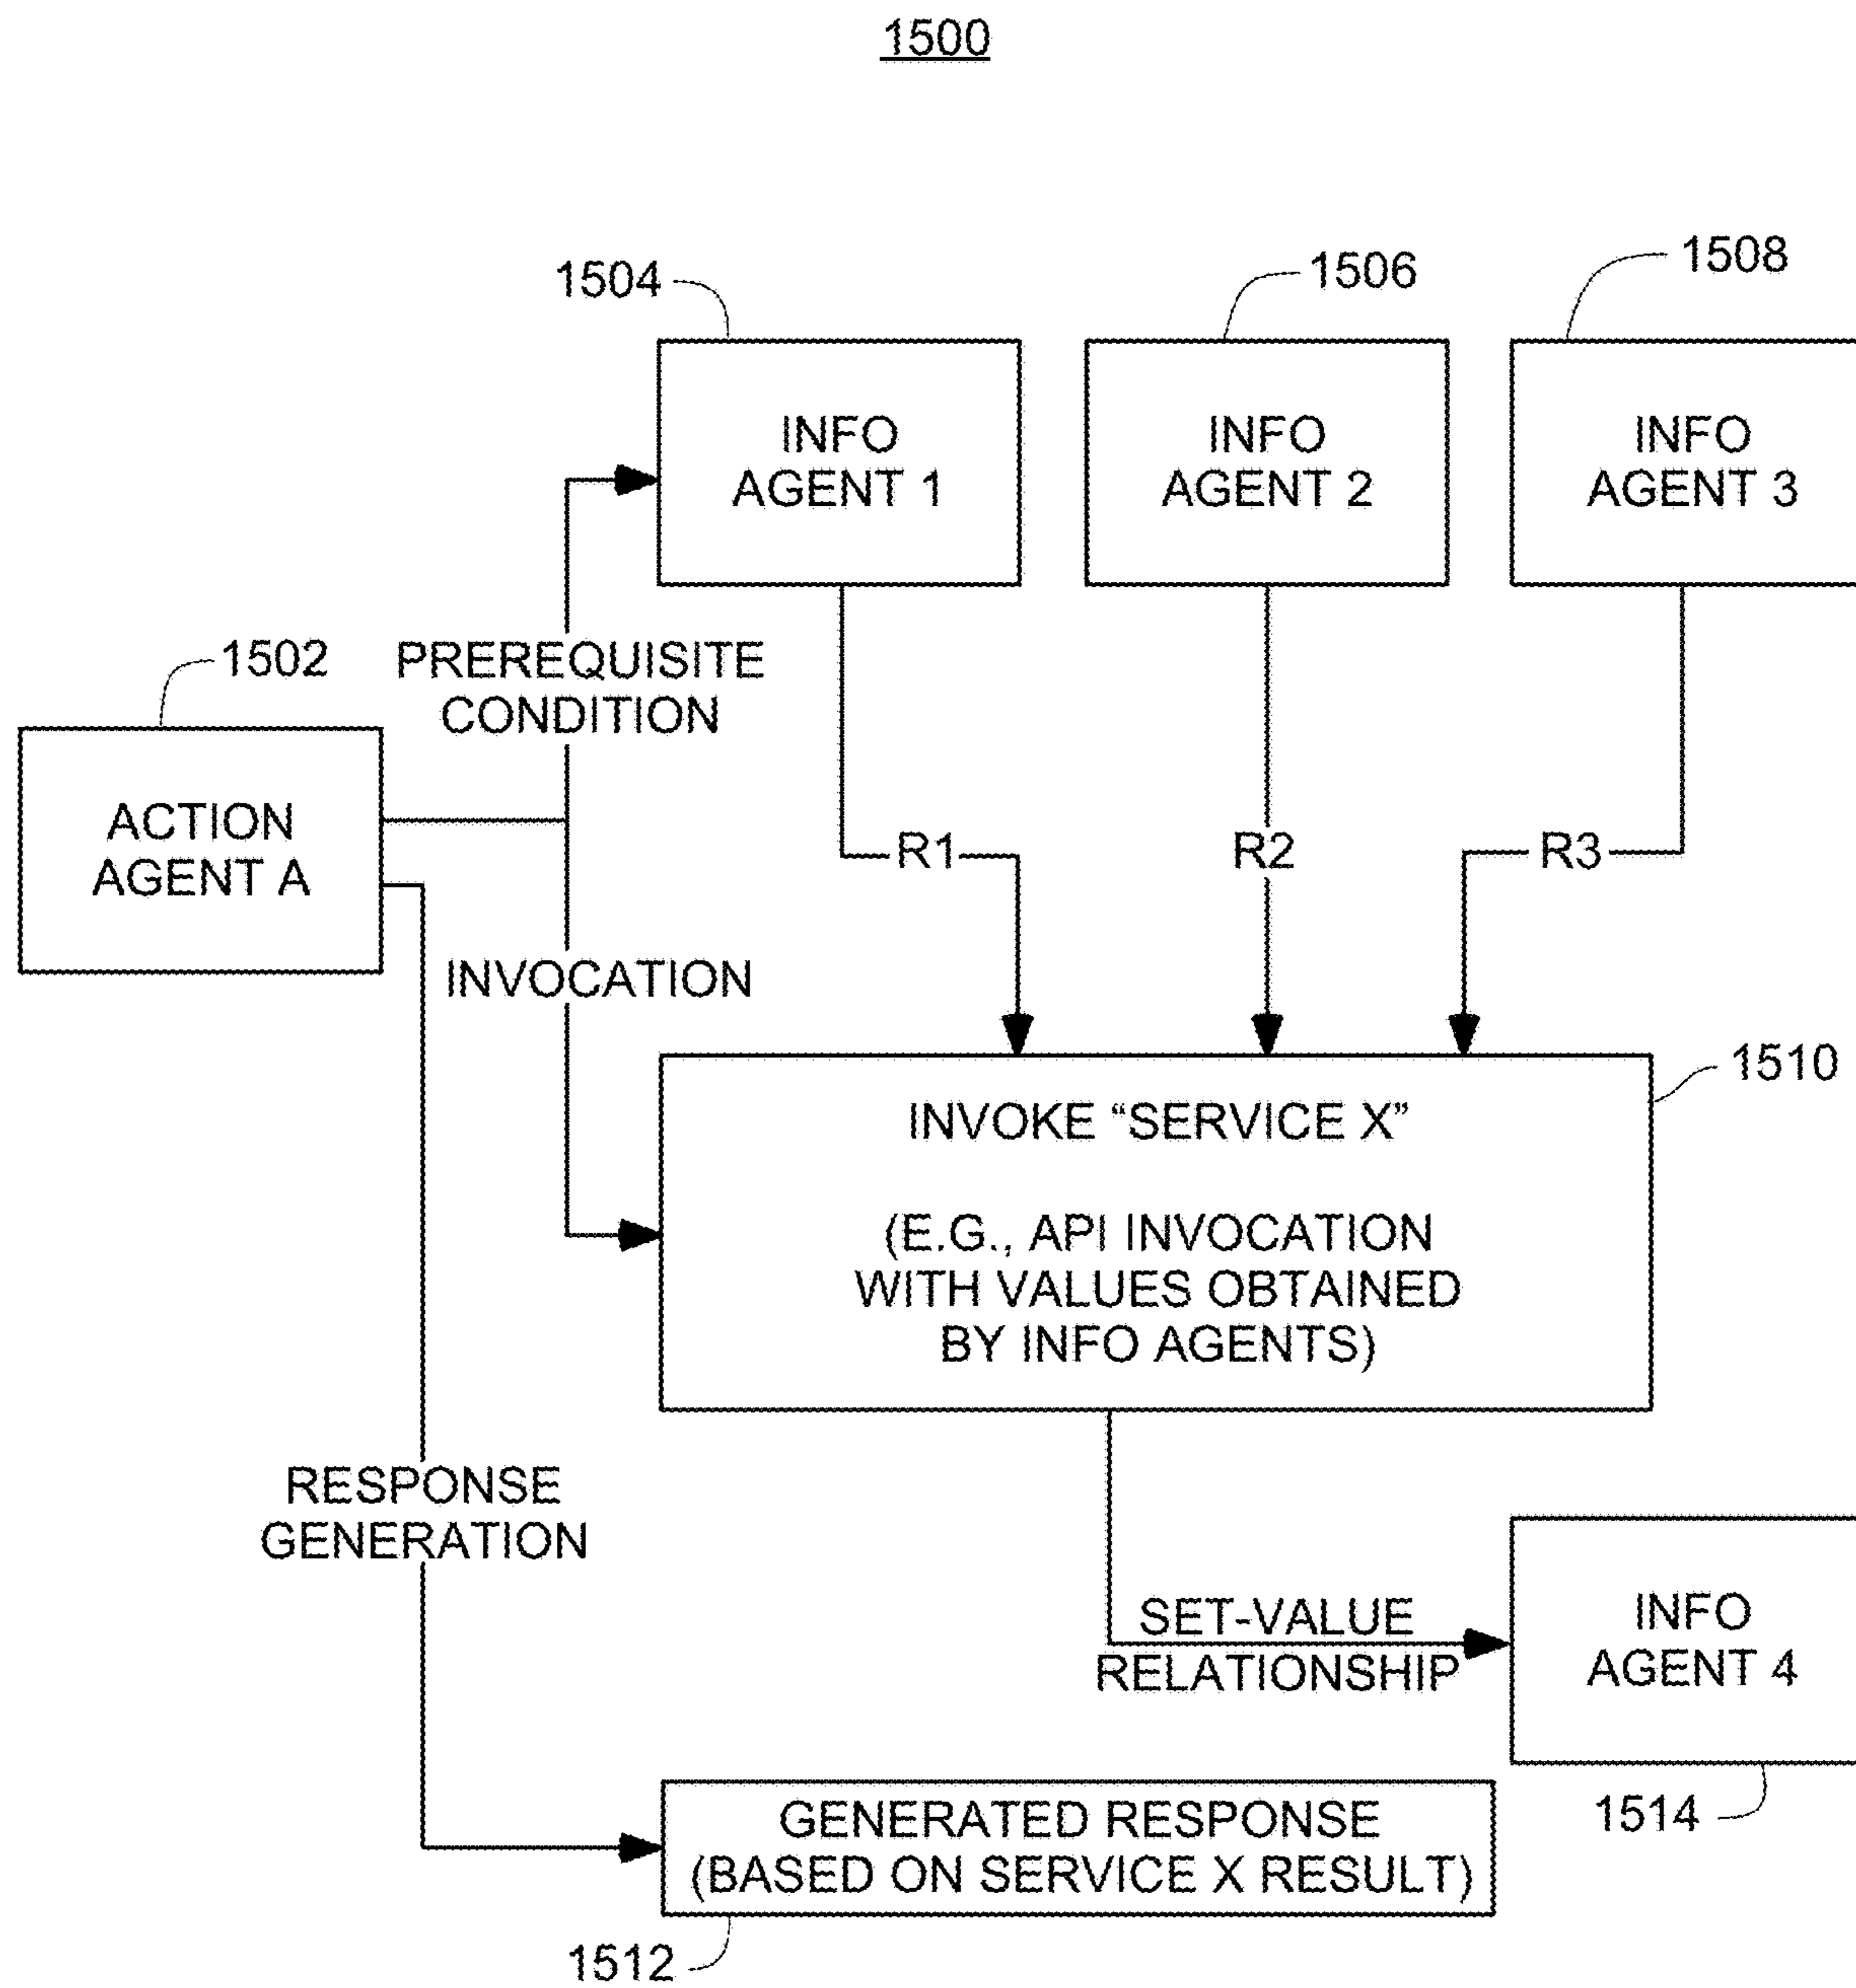 1500
1504
1506
1508
INFO
AGENT 1
INFO
AGENT 2
INFO
AGENT 3
1502
PREREQUISITE
CONDITION
ACTION
AGENT A
R1
R2
R3
INVOCATION
1510
INVOKE “SERVICE X”
(E.G., API INVOCATION
WITH VALUES OBTAINED
BY INFO AGENTS)
RESPONSE
GENERATION
SET-VALUE
RELATIONSHIP
INFO
AGENT 4
1514
GENERATED RESPONSE
(BASED ON SERVICE X RESULT)
1512